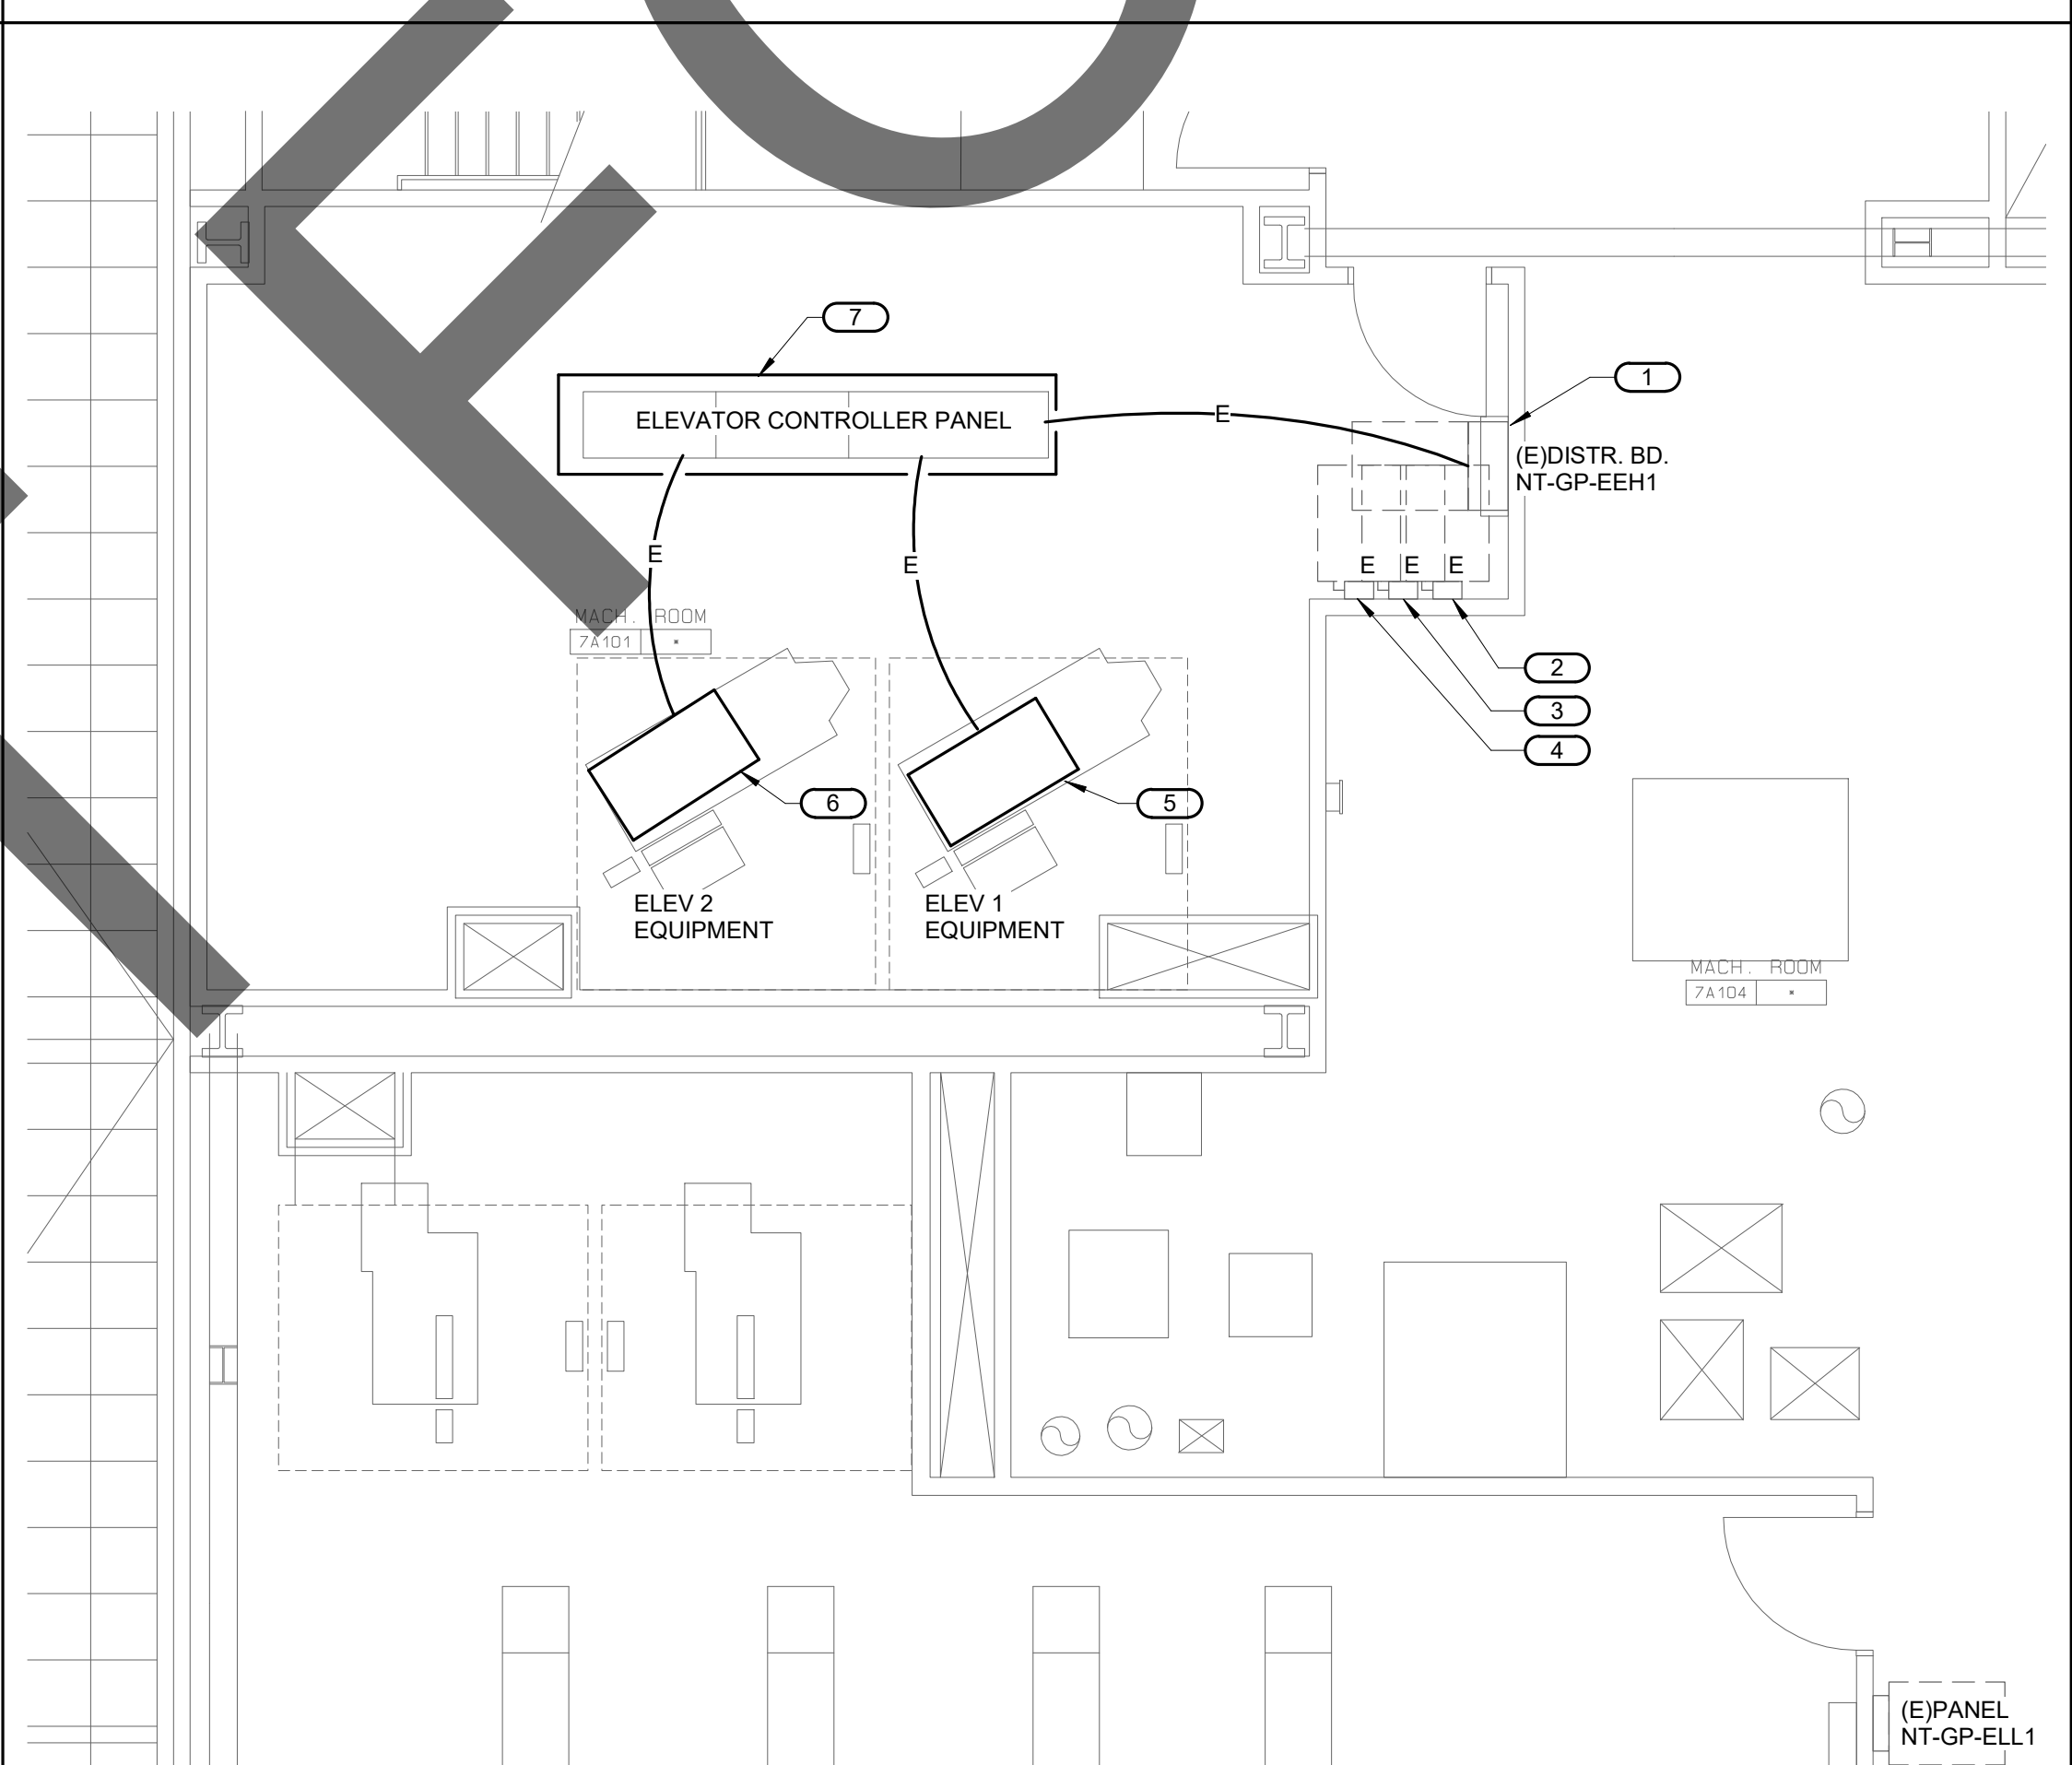 7
1
ELEVATOR CONTROLLER PANEL
E
(E)DISTR. BD.
NT-GP-EEH1
E
E
E
E
E
MACH. ROOM
7A101
*
2
3
4
6
5
ELEV 2
EQUIPMENT
ELEV 1
EQUIPMENT
MACH. ROOM
7A104
*
(E)PANEL
NT-GP-ELL1